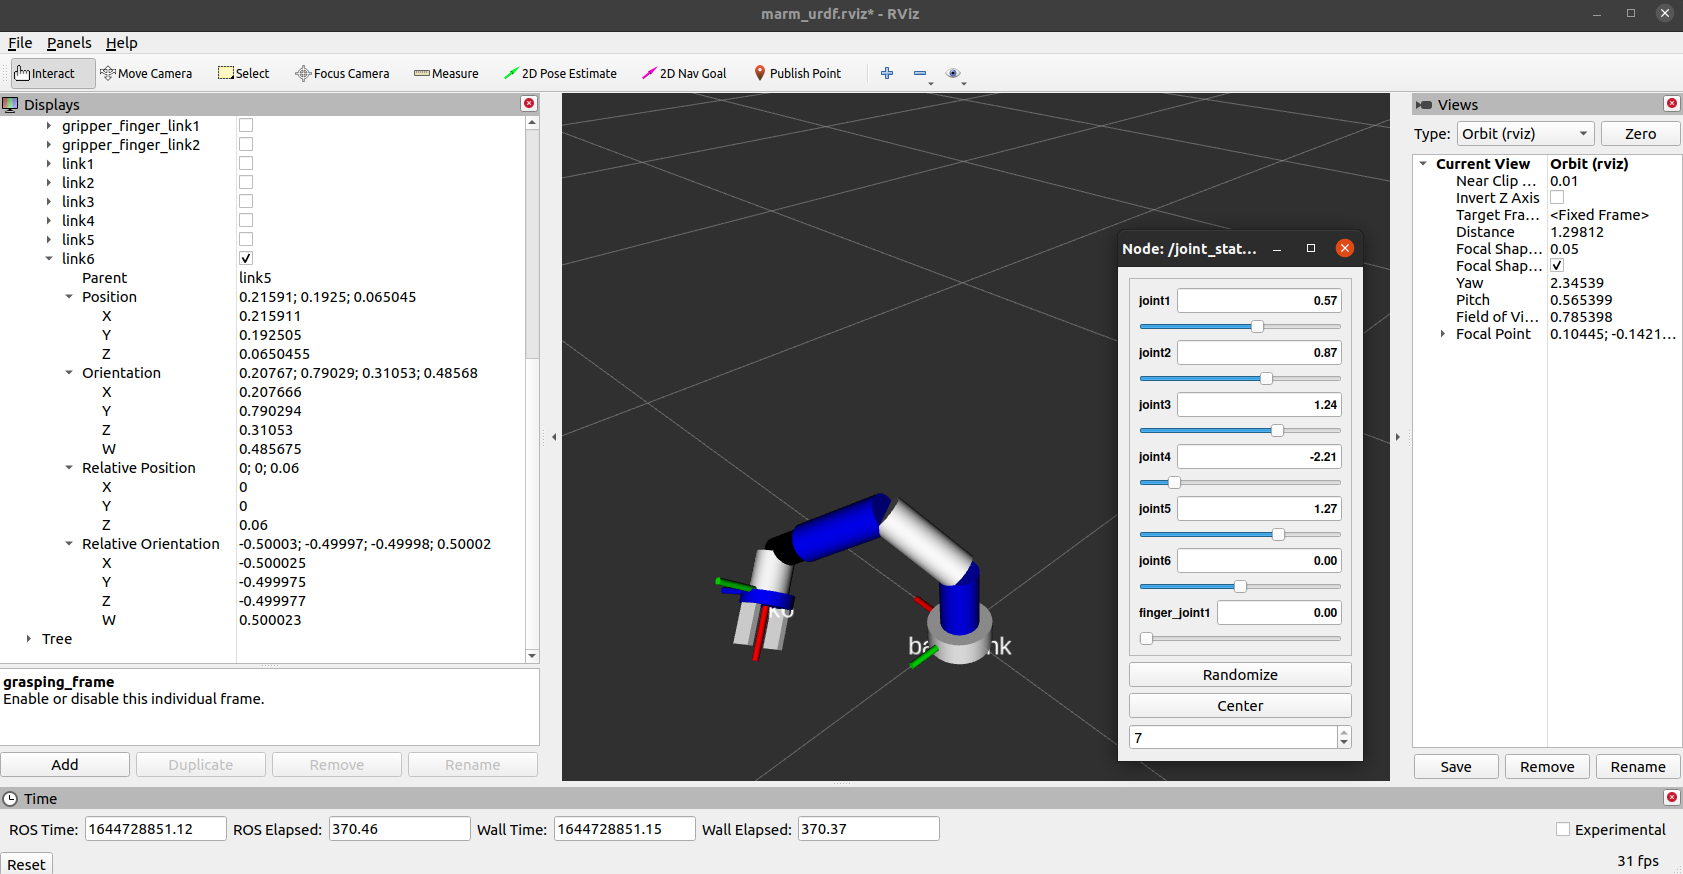 marm_urdf.rviz* - RViz
File Panels Help
Interact Move Camera Select Focus Camera Measure 2D Pose Estimate 2D Nav Goal Publish Point
Displays
gripper_finger_link1
gripper_finger_link2
link1
link2
link3
link4
link5
link6
Parent link5
Position 0.21591; 0.1925; 0.065045
X 0.215911
Y 0.192505
Z 0.0650455
Orientation 0.20767; 0.79029; 0.31053; 0.48568
X 0.207666
Y 0.790294
Z 0.31053
W 0.485675
Relative Position 0; 0; 0.06
X 0
Y 0
Z 0.06
Relative Orientation -0.50003; -0.49997; -0.49998; 0.50002
X -0.500025
Y -0.499975
Z -0.499977
W 0.500023
Tree
grasping_frame
Enable or disable this individual frame.
Add Duplicate Remove Rename
Node: /joint_stat...
joint1 0.57
joint2 0.87
joint3 1.24
joint4 -2.21
joint5 1.27
joint6 0.00
finger_joint1 0.00
Randomize
Center
7
Views
Type: Orbit (rviz) Zero
Current View Orbit (rviz)
Near Clip ... 0.01
Invert Z Axis
Target Fra... <Fixed Frame>
Distance 1.29812
Focal Shap... 0.05
Focal Shap...
Yaw 2.34539
Pitch 0.565399
Field of Vi... 0.785398
Focal Point 0.10445; -0.1421...
Save Remove Rename
Time
ROS Time: 1644728851.12 ROS Elapsed: 370.46 Wall Time: 1644728851.15 Wall Elapsed: 370.37 Experimental
Reset 31 fps